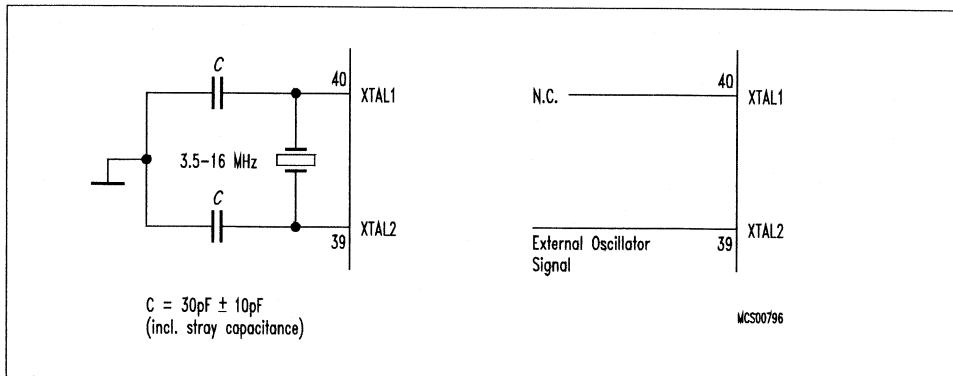 C
40
XTAL1
3.5-16 MHz
C
39
XTAL2
C = 30pF ± 10pF
(incl. stray capacitance)
N.C.
40
XTAL1
39
XTAL2
External Oscillator
Signal
MCS00796